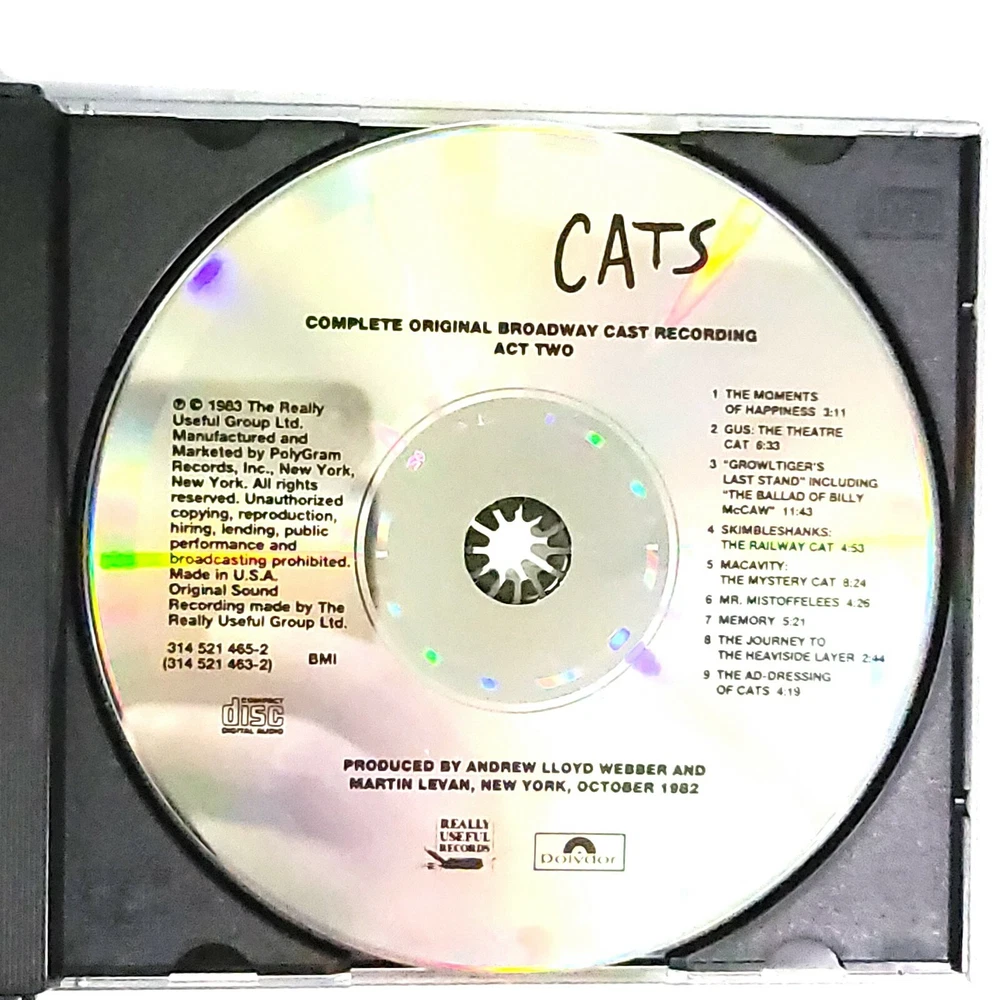 CATS
COMPLETE ORIGINAL BROADWAY CAST RECORDING
ACT TWO
℗ © 1983 The Really
Useful Group Ltd.
Manufactured and
Marketed by PolyGram
Records, Inc., New York,
New York. All rights
reserved. Unauthorized
copying, reproduction,
hiring, lending, public
performance and
broadcasting prohibited.
Made in U.S.A.
Original Sound
Recording made by The
Really Useful Group Ltd.
314 521 465-2
(314 521 463-2)
BMI
COMPACT
disc
DIGITAL AUDIO
1 THE MOMENTS
OF HAPPINESS 3:11
2 GUS: THE THEATRE
CAT 6:33
3 "GROWLTIGER'S
LAST STAND" INCLUDING
"THE BALLAD OF BILLY
McCAW" 11:43
4 SKIMBLESHANKS:
THE RAILWAY CAT 4:53
5 MACAVITY:
THE MYSTERY CAT 6:24
6 MR. MISTOFFELEES 4:26
7 MEMORY 5:21
8 THE JOURNEY TO
THE HEAVISIDE LAYER 2:44
9 THE AD-DRESSING
OF CATS 4:19
PRODUCED BY ANDREW LLOYD WEBBER AND
MARTIN LEVAN, NEW YORK, OCTOBER 1982
REALLY
USEFUL
RECORDS
Polydor